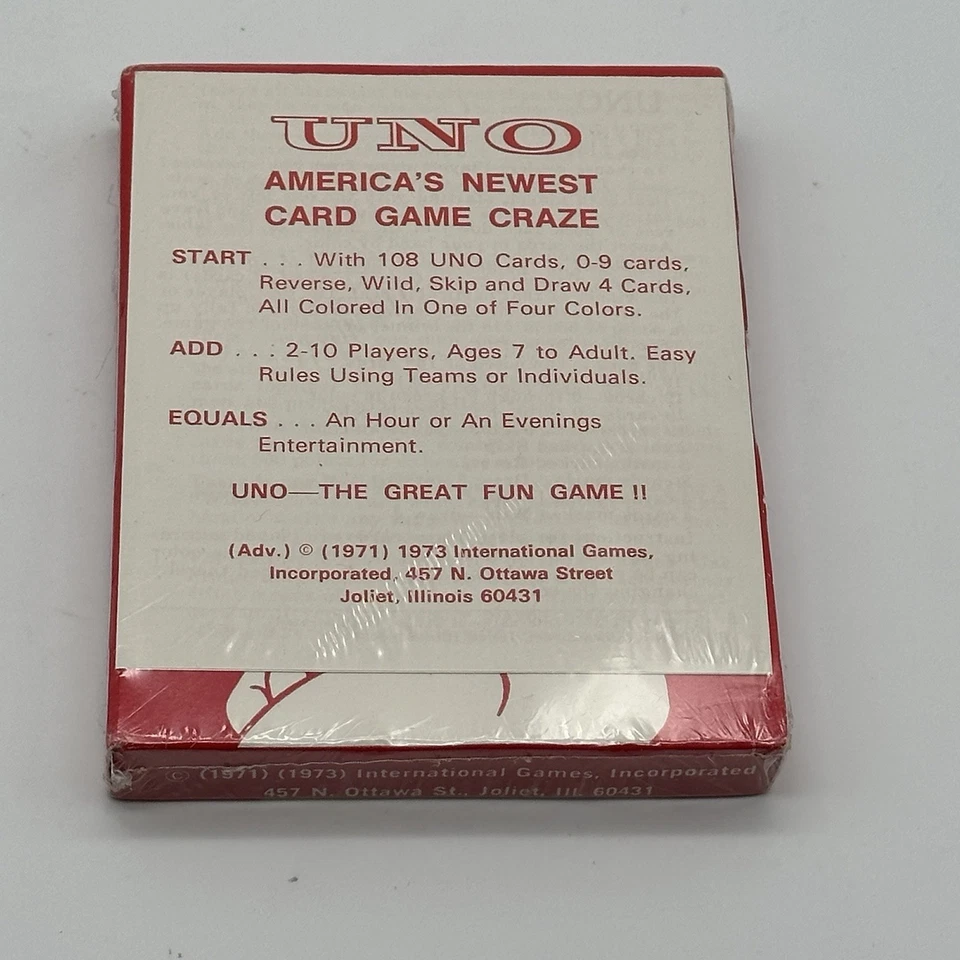 UNO
AMERICA'S NEWEST
CARD GAME CRAZE
START . . . With 108 UNO Cards, 0-9 cards,
Reverse, Wild, Skip and Draw 4 Cards,
All Colored In One of Four Colors.
ADD . . . 2-10 Players, Ages 7 to Adult. Easy
Rules Using Teams or Individuals.
EQUALS . . . An Hour or An Evenings
Entertainment.
UNO—THE GREAT FUN GAME !!
(Adv.) © (1971) 1973 International Games,
Incorporated, 457 N. Ottawa Street
Joliet, Illinois 60431
© (1971) (1973) International Games, Incorporated
457 N. Ottawa St., Joliet, Ill. 60431